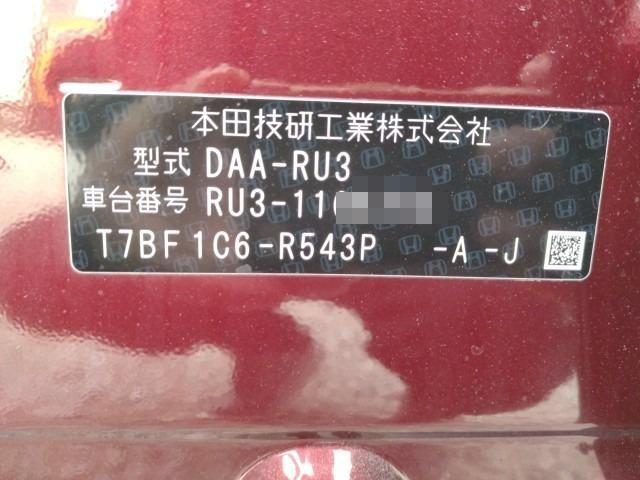 本田技研工業株式会社
型式 DAA-RU3
車台番号 RU3-110
T7BF1C6-R543P -A-J